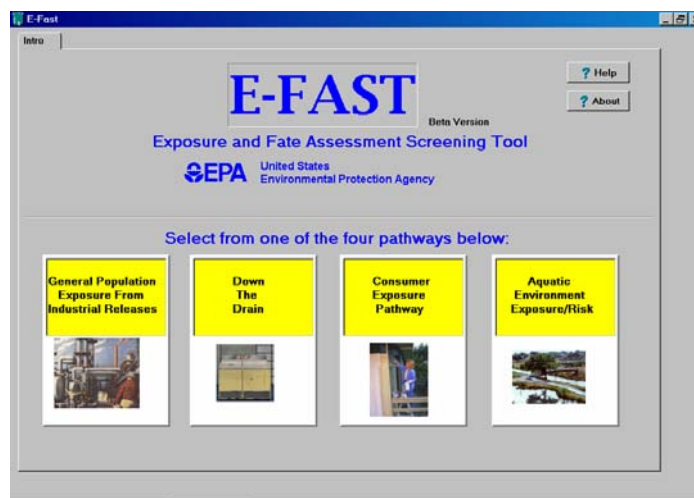 E-Fast
Intro
E-FAST
Beta Version
? Help
? About
Exposure and Fate Assessment Screening Tool
EPA
United States
Environmental Protection Agency
Select from one of the four pathways below:
General Population
Exposure From
Industrial Releases
Down
The
Drain
Consumer
Exposure
Pathway
Aquatic
Environment
Exposure/Risk